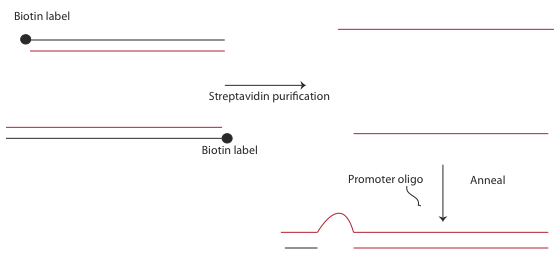 Biotin label
Streptavidin purification
Biotin label
Promoter oligo
Anneal